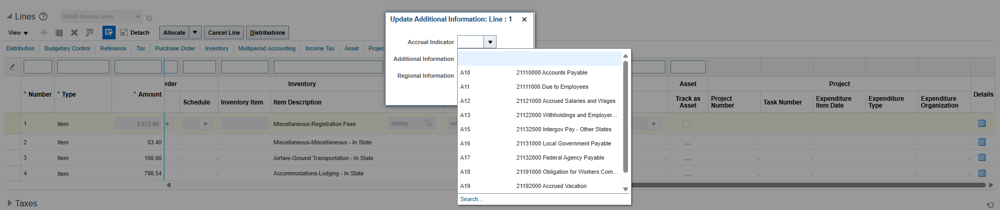 Lines
Match Invoice Lines
View
Detach
Allocate
Cancel Line
Distributions
Distribution
Budgetary Control
Reference
Tax
Purchase Order
Inventory
Multiperiod Accounting
Income Tax
Asset
Update Additional Information: Line : 1
Accrual Indicator
Additional Information
Regional Information
A10 21110000 Accounts Payable
A11 21111000 Due to Employees
A12 21121000 Accrued Salaries and Wages
A13 21122000 Withholdings and Employer...
A15 21132500 Intergov Pay - Other States
A16 21131000 Local Government Payable
A17 21132000 Federal Agency Payable
A18 21191000 Obligation for Workers Com...
A19 21192000 Accrued Vacation
Search...
Inventory Asset Project
* Number * Type * Amount Schedule Inventory Item Item Description Track as Asset Project Number Task Number Expenditure Item Date Expenditure Type Expenditure Organization Details
1 Item 3,572.00 Miscellaneous-Registration Fees m/d/yy
2 Item 53.40 Miscellaneous-Miscellaneous - In State
3 Item 198.66 Airfare-Ground Transportation - In State
4 Item 798.54 Accommodations-Lodging - In State
Taxes